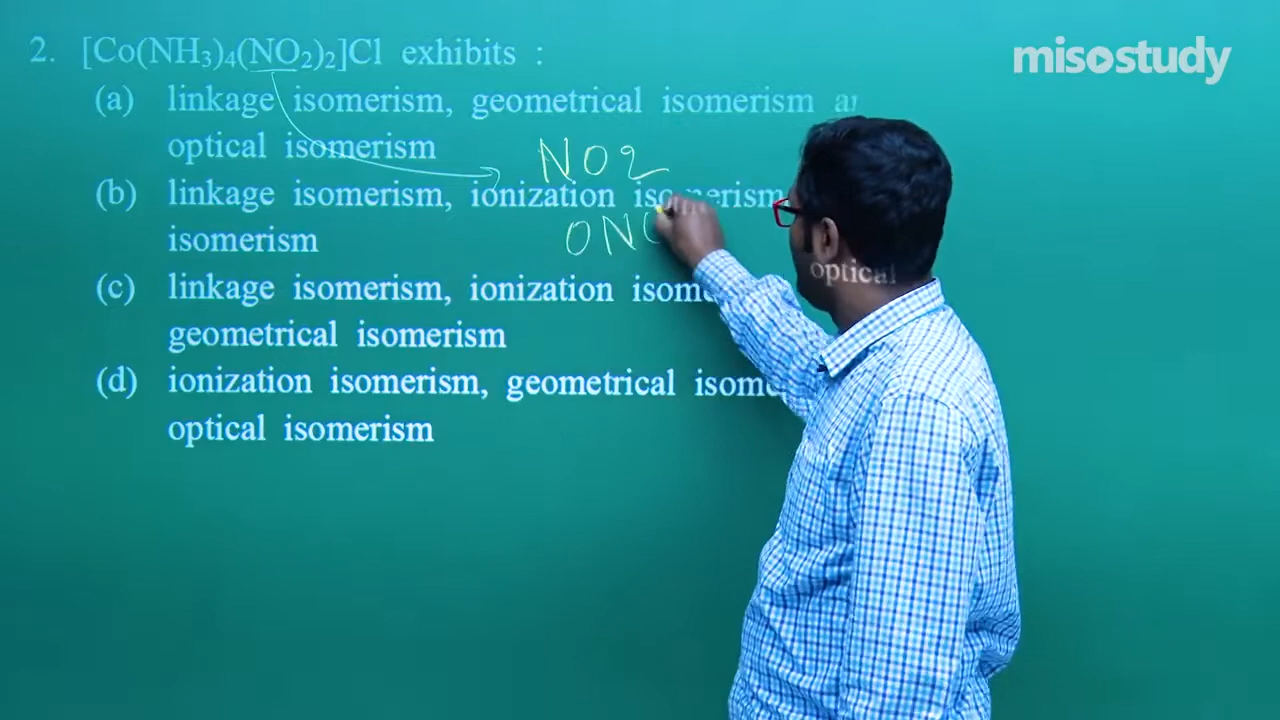 misostudy
2. [Co(NH₃)₄(NO₂)₂]Cl exhibits :
(a) linkage isomerism, geometrical isomerism
optical isomerism
NO2
(b) linkage isomerism, ionization isomerism
ONO
isomerism
optical
(c) linkage isomerism, ionization
geometrical isomerism
(d) ionization isomerism, geometrical
optical isomerism